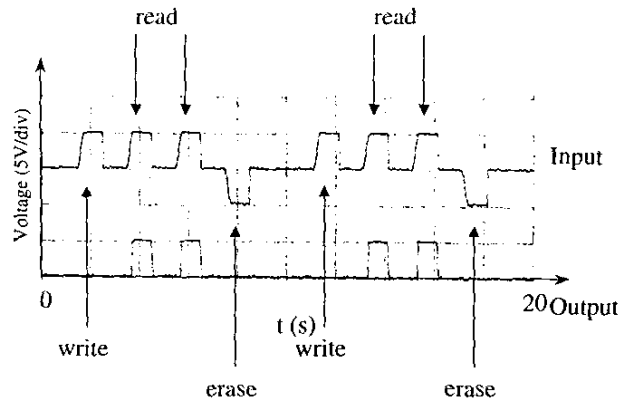 read read
Voltage (5V/div)
Input
0 20 Output
t (s)
write write
erase erase